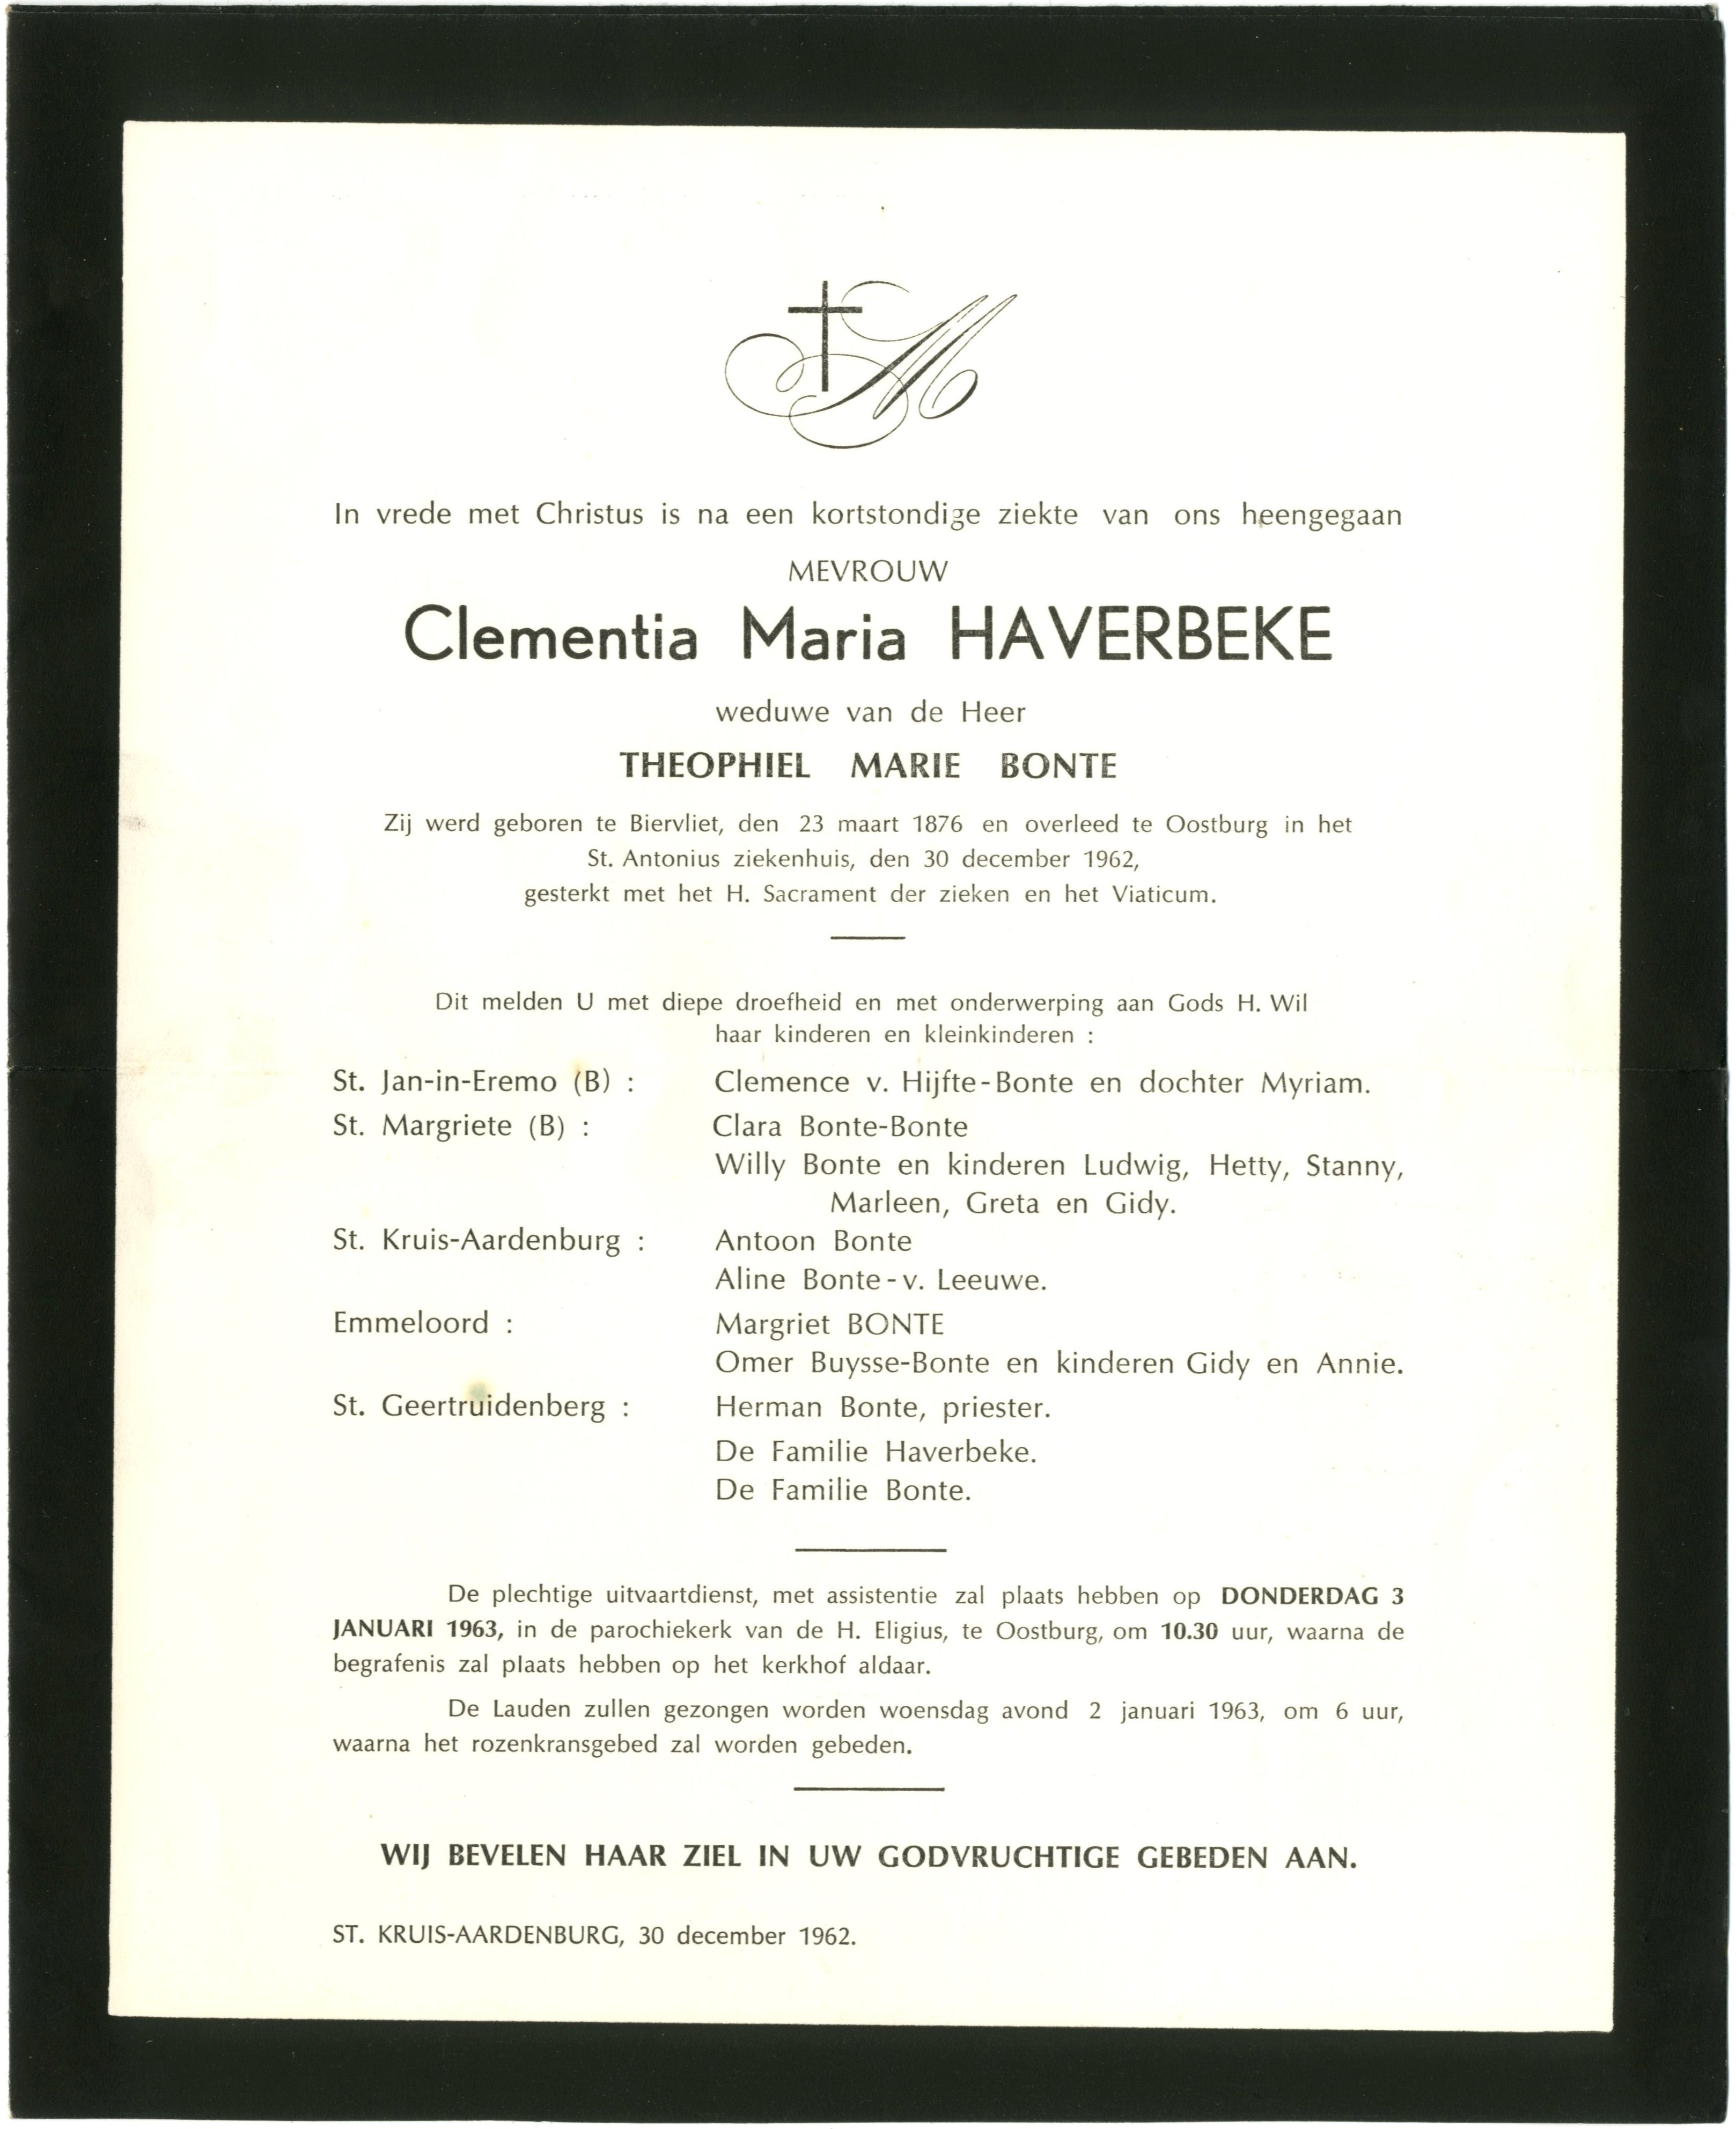 M
In vrede met Christus is na een kortstondige ziekte van ons heengegaan
MEVROUW
Clementia Maria HAVERBEKE
weduwe van de Heer
THEOPHIEL MARIE BONTE
Zij werd geboren te Biervliet, den 23 maart 1876 en overleed te Oostburg in het
St. Antonius ziekenhuis, den 30 december 1962,
gesterkt met het H. Sacrament der zieken en het Viaticum.
Dit melden U met diepe droefheid en met onderwerping aan Gods H. Wil
haar kinderen en kleinkinderen :
St. Jan-in-Eremo (B) : Clemence v. Hijfte-Bonte en dochter Myriam.
St. Margriete (B) : Clara Bonte-Bonte
Willy Bonte en kinderen Ludwig, Hetty, Stanny,
Marleen, Greta en Gidy.
St. Kruis-Aardenburg : Antoon Bonte
Aline Bonte-v. Leeuwe.
Emmeloord : Margriet BONTE
Omer Buysse-Bonte en kinderen Gidy en Annie.
St. Geertruidenberg : Herman Bonte, priester.
De Familie Haverbeke.
De Familie Bonte.
De plechtige uitvaartdienst, met assistentie zal plaats hebben op DONDERDAG 3
JANUARI 1963, in de parochiekerk van de H. Eligius, te Oostburg, om 10.30 uur, waarna de
begrafenis zal plaats hebben op het kerkhof aldaar.
De Lauden zullen gezongen worden woensdag avond 2 januari 1963, om 6 uur,
waarna het rozenkransgebed zal worden gebeden.
WIJ BEVELEN HAAR ZIEL IN UW GODVRUCHTIGE GEBEDEN AAN.
ST. KRUIS-AARDENBURG, 30 december 1962.